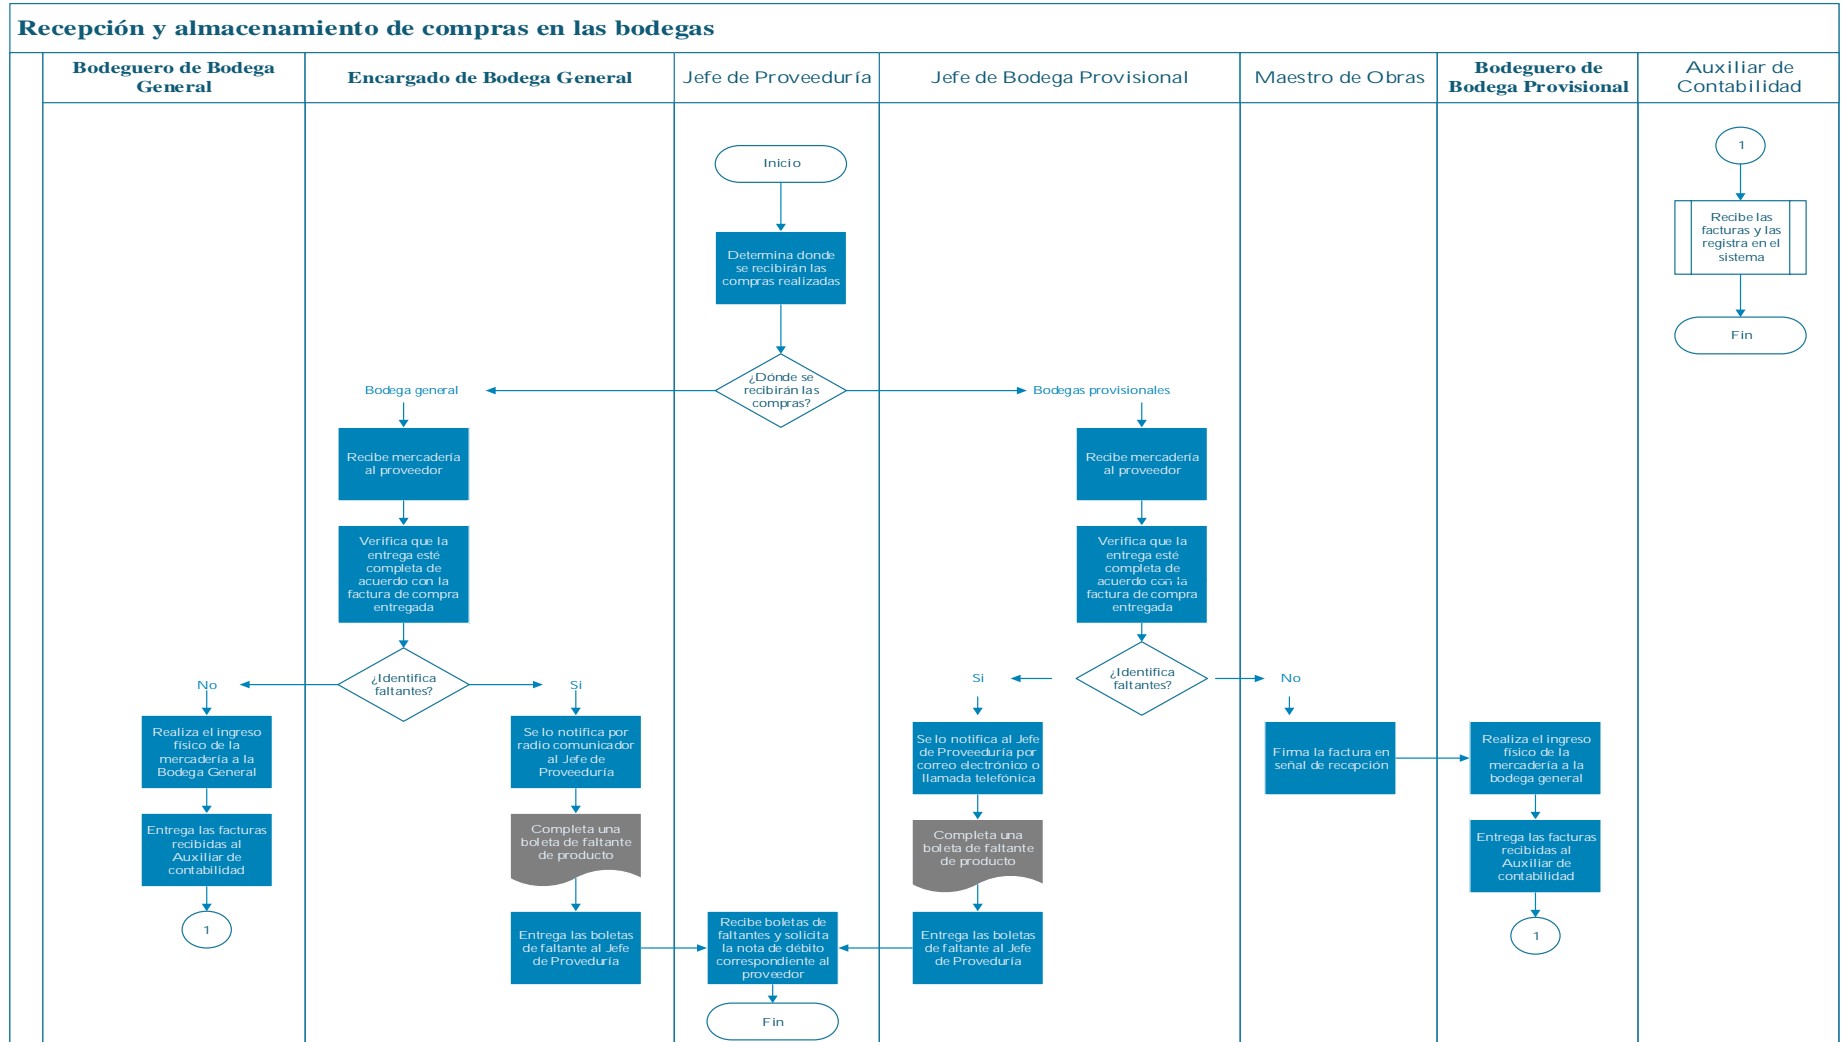 Recepción y almacenamiento de compras en las bodegas
Bodeguero de Bodega
General
Encargado de Bodega General
Jefe de Proveeduría
Jefe de Bodega Provisional
Maestro de Obras
Bodeguero de
Bodega Provisional
Auxiliar de
Contabilidad
Inicio
Determina donde
se recibirán las
compras realizadas
¿Dónde se
recibirán las
compras?
Bodega general
Bodegas provisionales
Recibe mercadería
al proveedor
Verifica que la
entrega esté
completa de
acuerdo con la
factura de compra
entregada
¿Identifica
faltantes?
No
Si
Realiza el ingreso
físico de la
mercadería a la
Bodega General
Entrega las facturas
recibidas al
Auxiliar de
contabilidad
1
Se lo notifica por
radio comunicador
al Jefe de
Proveeduría
Completa una
boleta de faltante
de producto
Entrega las boletas
de faltante al Jefe
de Proveduría
Recibe boletas de
faltantes y solicita
la nota de débito
correspondiente al
proveedor
Fin
Recibe mercadería
al proveedor
Verifica que la
entrega esté
completa de
acuerdo con la
factura de compra
entregada
¿Identifica
faltantes?
Si
No
Se lo notifica al Jefe
de Proveeduría por
correo electrónico o
llamada telefónica
Completa una
boleta de faltante
de producto
Entrega las boletas
de faltante al Jefe
de Proveduría
Firma la factura en
señal de recepción
Realiza el ingreso
físico de la
mercadería a la
bodega general
Entrega las facturas
recibidas al
Auxiliar de
contabilidad
1
1
Recibe las
facturas y las
registra en el
sistema
Fin